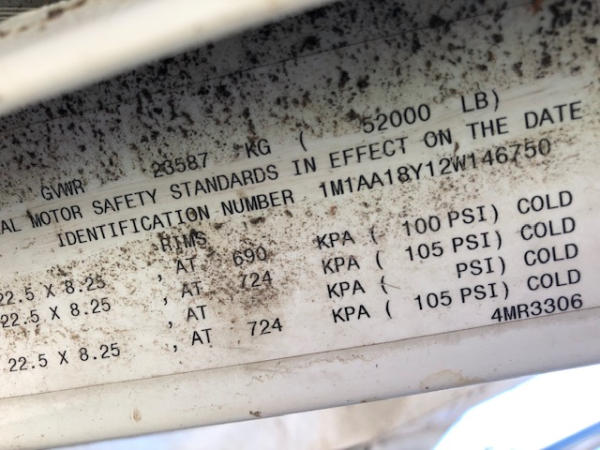 GVWR 23587 KG ( 52000 LB)
AL MOTOR SAFETY STANDARDS IN EFFECT ON THE DATE
IDENTIFICATION NUMBER 1M1AA18Y12W146750
RIMS
22.5 X 8.25 , AT 690 KPA ( 100 PSI) COLD
22.5 X 8.25 , AT 724 KPA ( 105 PSI) COLD
, AT KPA ( PSI) COLD
22.5 X 8.25 , AT 724 KPA ( 105 PSI) COLD
4MR3306